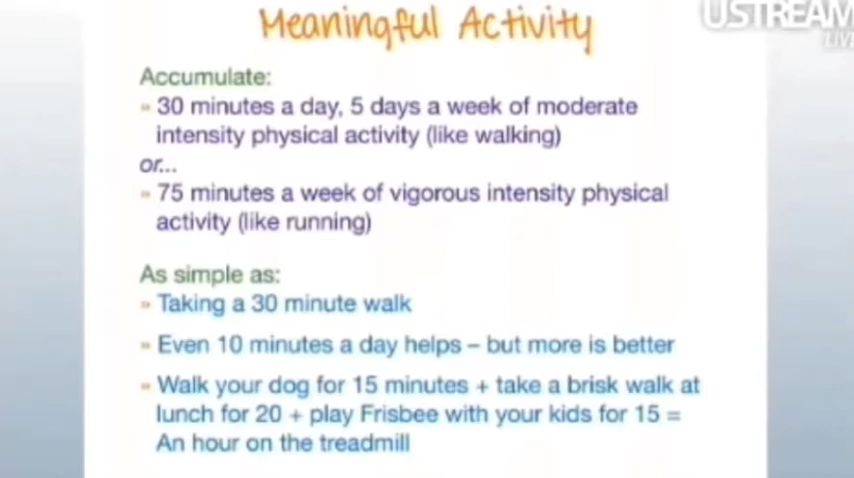 Meaningful Activity
USTREAM
LIVE
Accumulate:
» 30 minutes a day, 5 days a week of moderate
intensity physical activity (like walking)
or...
» 75 minutes a week of vigorous intensity physical
activity (like running)
As simple as:
» Taking a 30 minute walk
» Even 10 minutes a day helps – but more is better
» Walk your dog for 15 minutes + take a brisk walk at
lunch for 20 + play Frisbee with your kids for 15 =
An hour on the treadmill